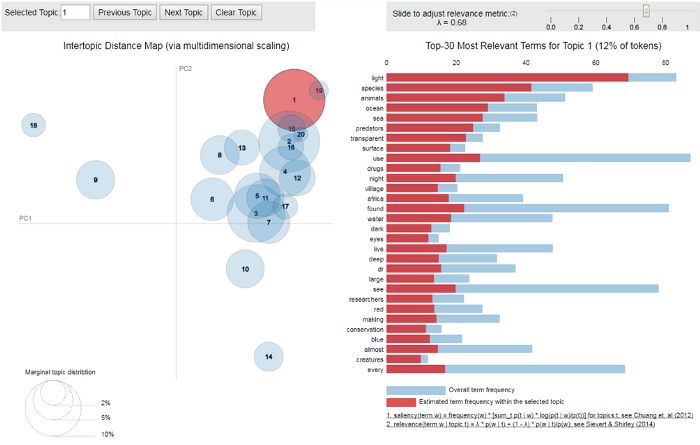 Selected Topic: 1 Previous Topic Next Topic Clear Topic
Slide to adjust relevance metric:(2)
λ = 0.68
0.0 0.2 0.4 0.6 0.8 1
Intertopic Distance Map (via multidimensional scaling)
PC2
PC1
1
19
18
15
20
2
16
13
8
4
12
9
5
11
6
17
3
7
10
14
Marginal topic distribtion
2%
5%
10%
Top-30 Most Relevant Terms for Topic 1 (12% of tokens)
0 20 40 60 80
light
species
animals
ocean
sea
predators
transparent
surface
use
drugs
night
village
africa
found
water
dark
eyes
live
deep
dr
large
see
researchers
red
making
conservation
blue
almost
creatures
every
Overall term frequency
Estimated term frequency within the selected topic
1. saliency(term w) = frequency(w) * [sum_t p(t | w) * log(p(t | w)/p(t))] for topics t; see Chuang et. al (2012)
2. relevance(term w | topic t) = λ * p(w | t) + (1 - λ) * p(w | t)/p(w); see Sievert & Shirley (2014)